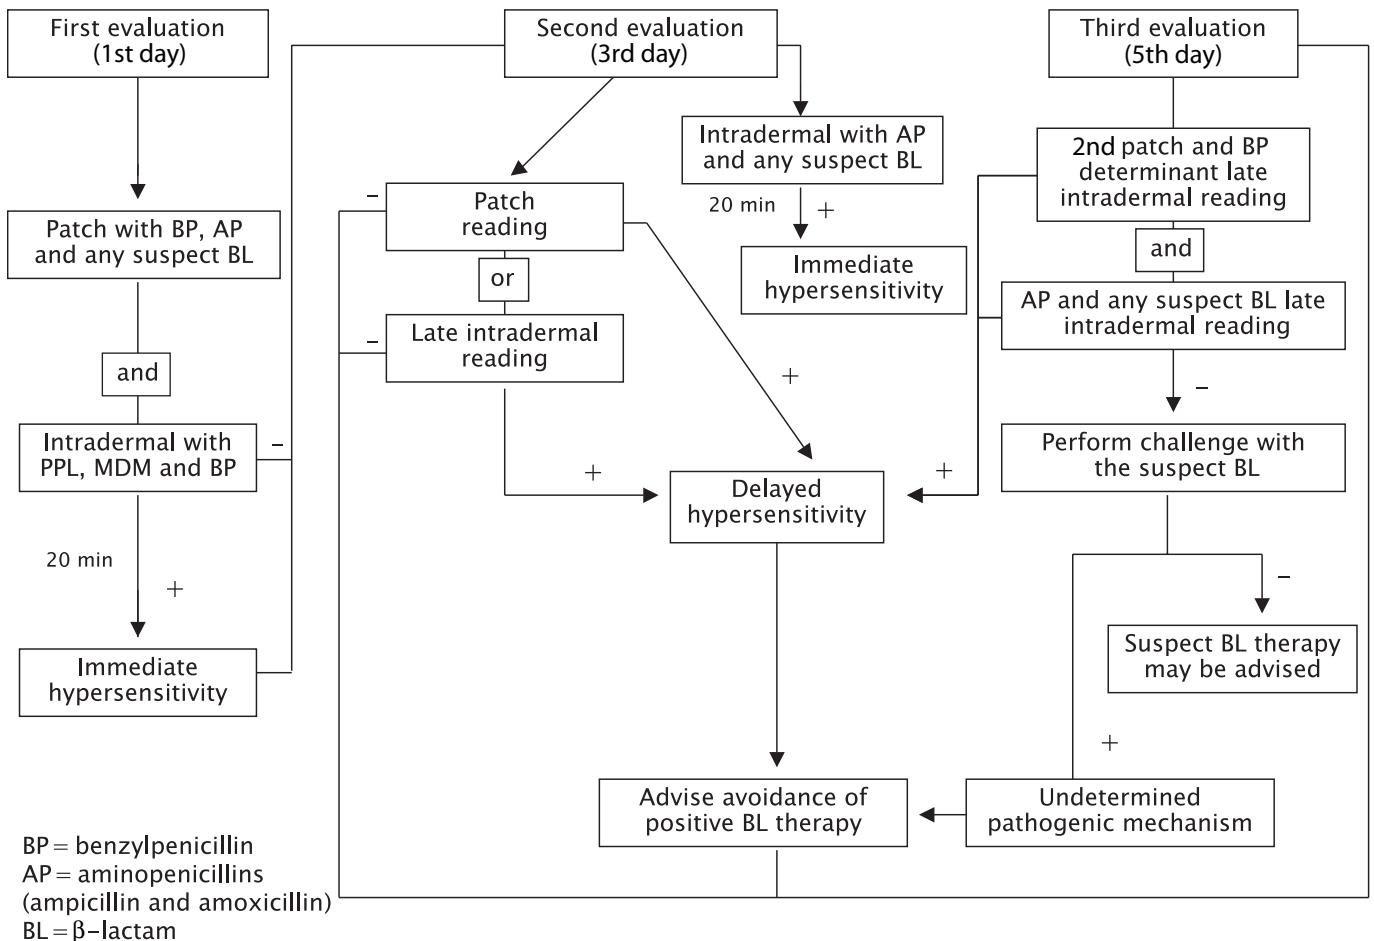 First evaluation
(1st day)
Patch with BP, AP
and any suspect BL
and
Intradermal with
PPL, MDM and BP
–
20 min
+
Immediate
hypersensitivity
Second evaluation
(3rd day)
Intradermal with AP
and any suspect BL
20 min
+
Immediate
hypersensitivity
–
Patch
reading
or
–
Late intradermal
reading
+
+
Delayed
hypersensitivity
Third evaluation
(5th day)
2nd patch and BP
determinant late
intradermal reading
and
AP and any suspect BL late
intradermal reading
–
+
Perform challenge with
the suspect BL
–
Suspect BL therapy
may be advised
+
Undetermined
pathogenic mechanism
Advise avoidance of
positive BL therapy
BP = benzylpenicillin
AP = aminopenicillins
(ampicillin and amoxicillin)
BL = β–lactam